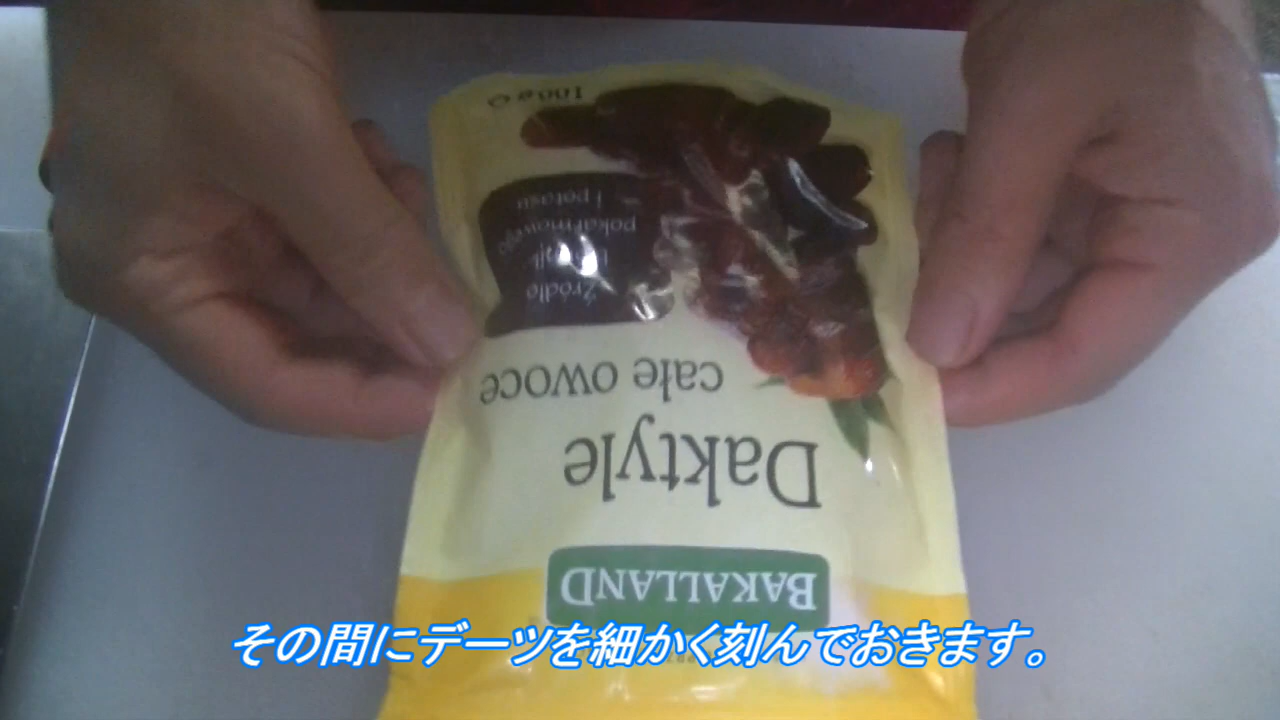 BAKALLAND
Daktyle
całe owoce
Źródło
pokarmowego
i potasu
100 g
その間にデーツを細かく刻んでおきます。